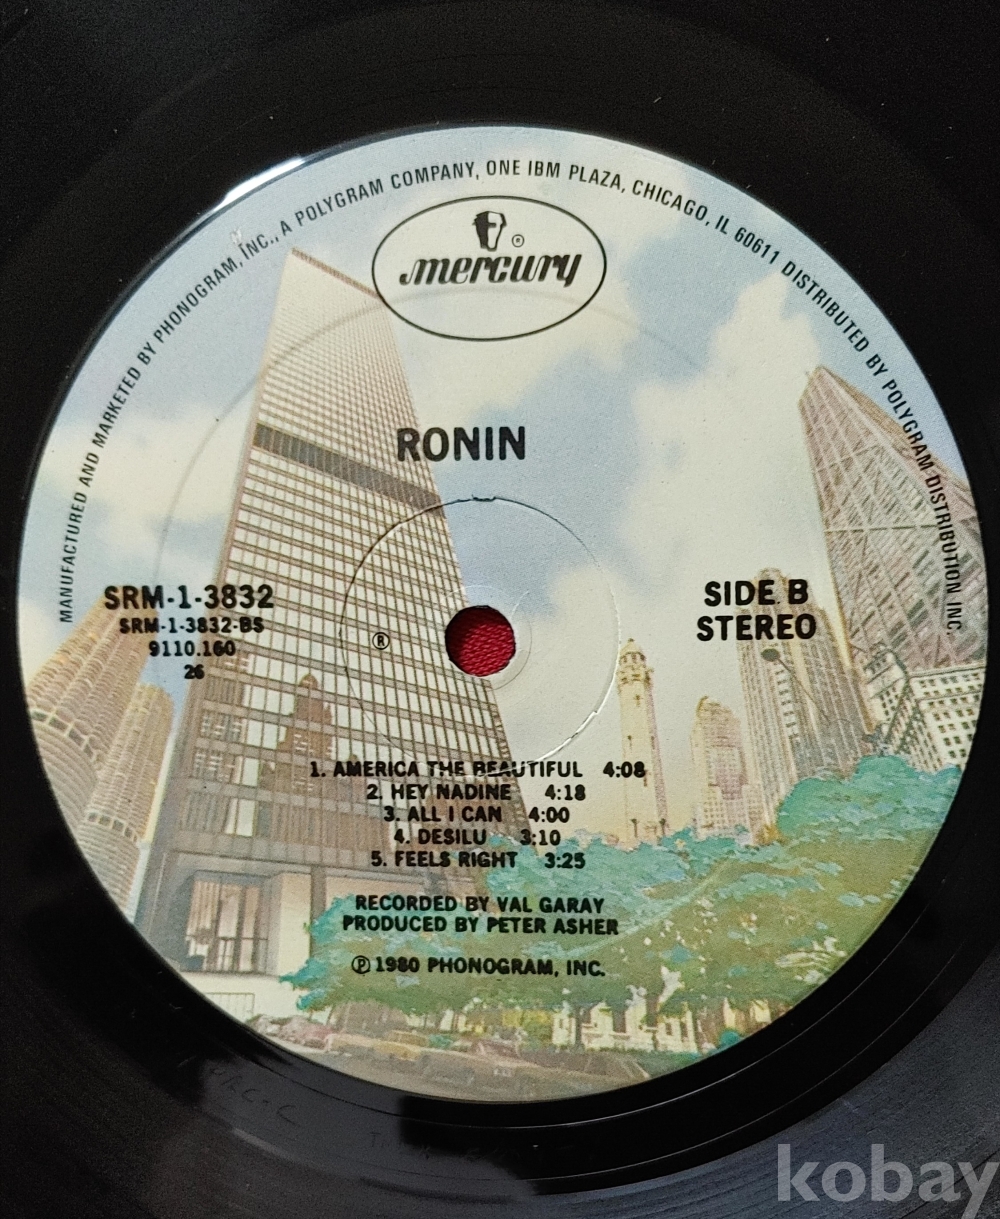 MANUFACTURED AND MARKETED BY PHONOGRAM, INC., A POLYGRAM COMPANY, ONE IBM PLAZA, CHICAGO, IL 60611 DISTRIBUTED BY POLYGRAM DISTRIBUTION INC.
mercury ®
RONIN
SRM-1-3832
SRM-1-3832-BS
9110.160
26
®
SIDE B
STEREO
1. AMERICA THE BEAUTIFUL 4:08
2. HEY NADINE 4:18
3. ALL I CAN 4:00
4. DESILU 3:10
5. FEELS RIGHT 3:25
RECORDED BY VAL GARAY
PRODUCED BY PETER ASHER
℗ 1980 PHONOGRAM, INC.
kobay